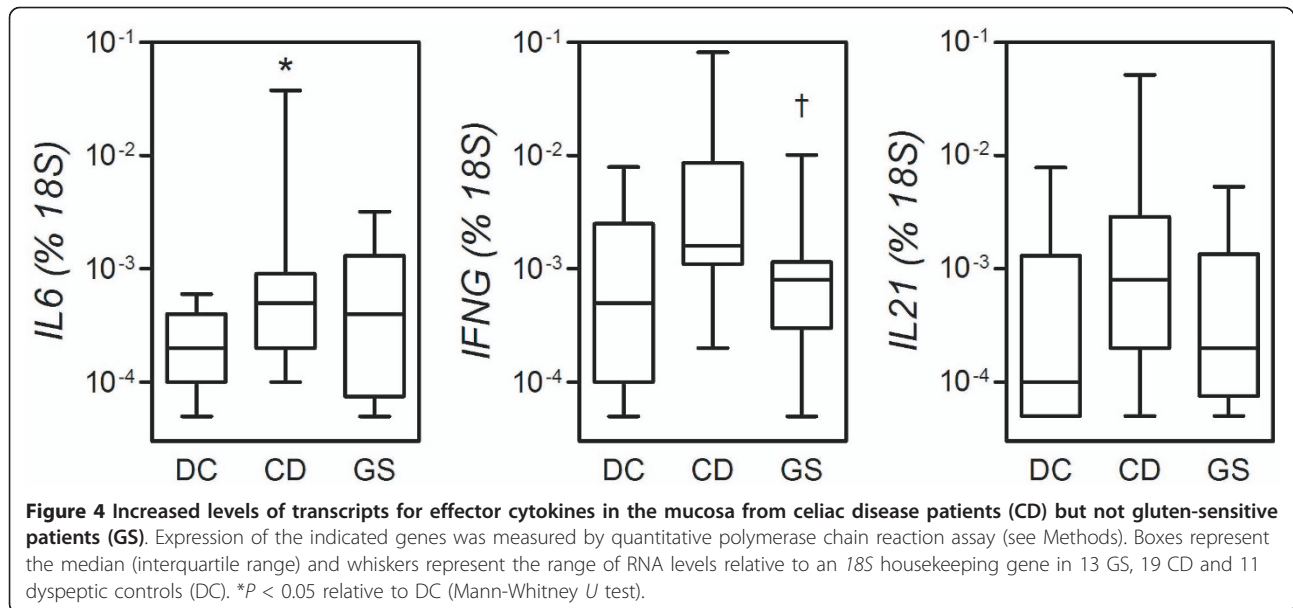 10⁻¹ 10⁻² 10⁻³ 10⁻⁴
IL6 (% 18S)
*
DC CD GS
10⁻¹ 10⁻² 10⁻³ 10⁻⁴
IFNG (% 18S)
†
DC CD GS
10⁻¹ 10⁻² 10⁻³ 10⁻⁴
IL21 (% 18S)
DC CD GS
Figure 4 Increased levels of transcripts for effector cytokines in the mucosa from celiac disease patients (CD) but not gluten-sensitive
patients (GS). Expression of the indicated genes was measured by quantitative polymerase chain reaction assay (see Methods). Boxes represent
the median (interquartile range) and whiskers represent the range of RNA levels relative to an 18S housekeeping gene in 13 GS, 19 CD and 11
dyspeptic controls (DC). *P < 0.05 relative to DC (Mann-Whitney U test).